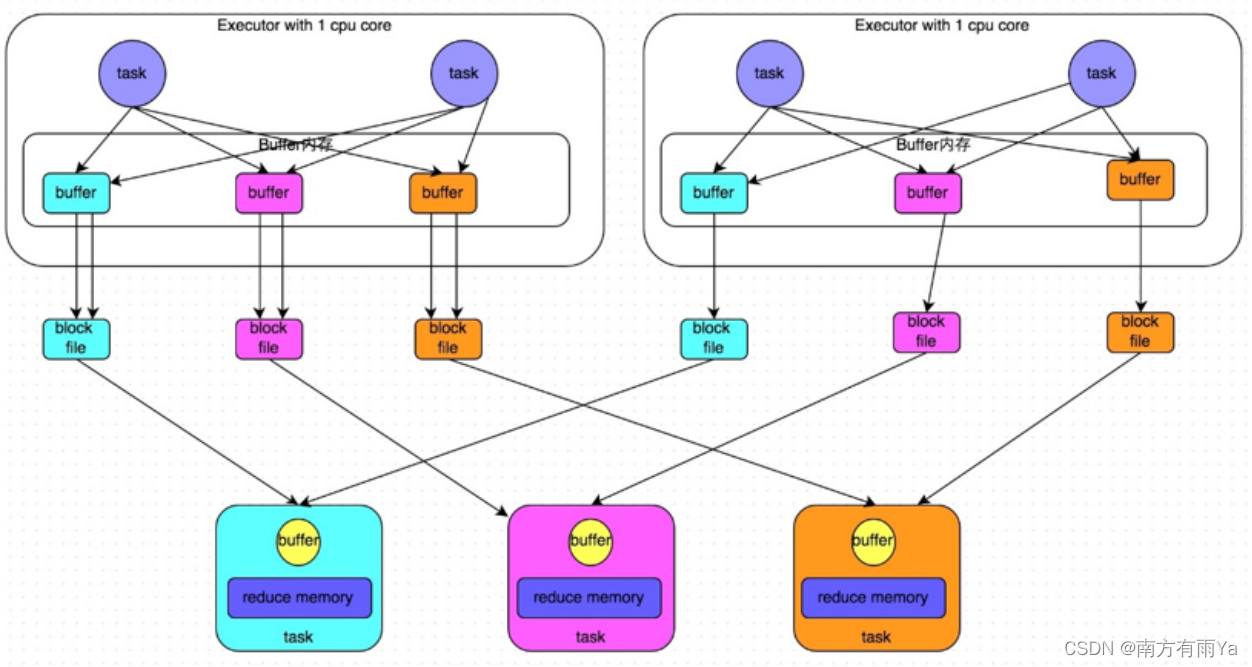 Executor with 1 cpu core
Executor with 1 cpu core
task
task
task
task
Buffer内存
Buffer内存
buffer
buffer
buffer
buffer
buffer
buffer
block
file
block
file
block
file
block
file
block
file
block
file
buffer
buffer
buffer
reduce memory
reduce memory
reduce memory
task
task
task
CSDN @南方有雨Ya